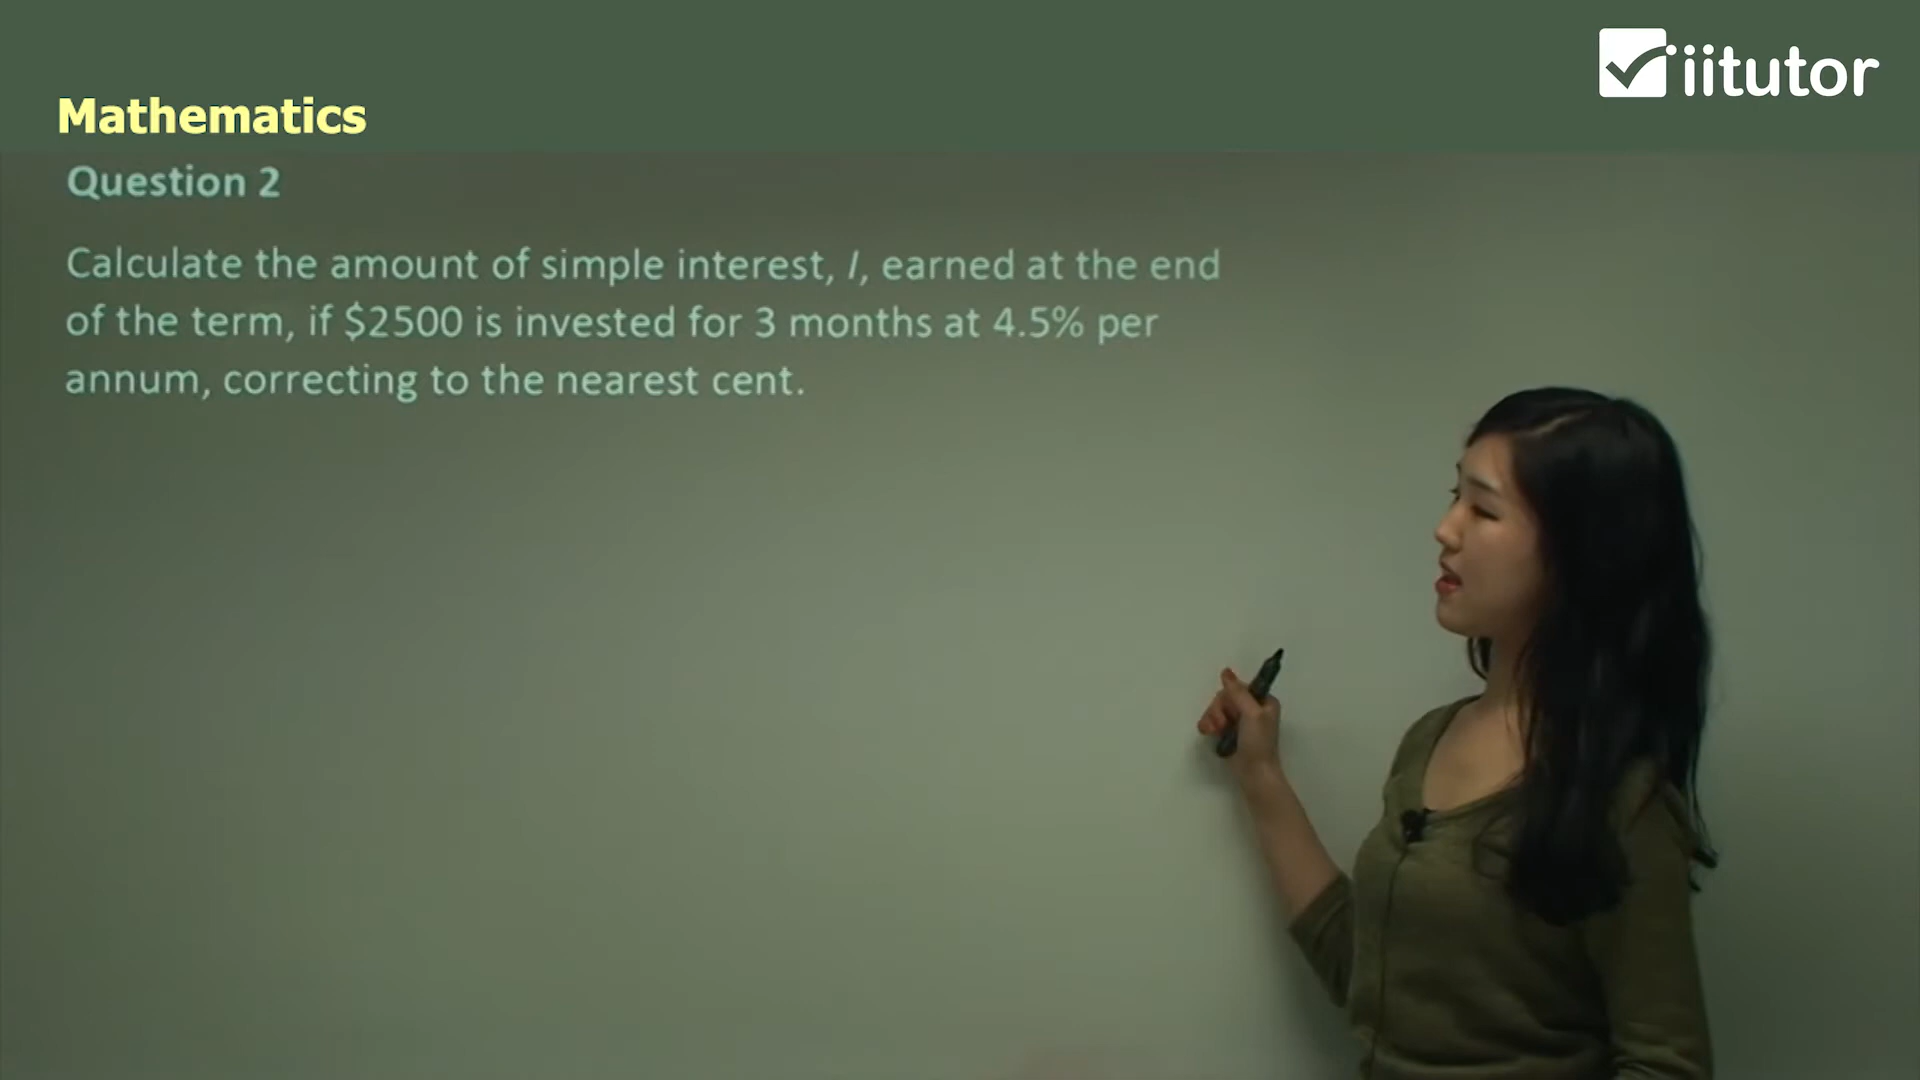 iitutor
Mathematics
Question 2
Calculate the amount of simple interest, I, earned at the end
of the term, if $2500 is invested for 3 months at 4.5% per
annum, correcting to the nearest cent.